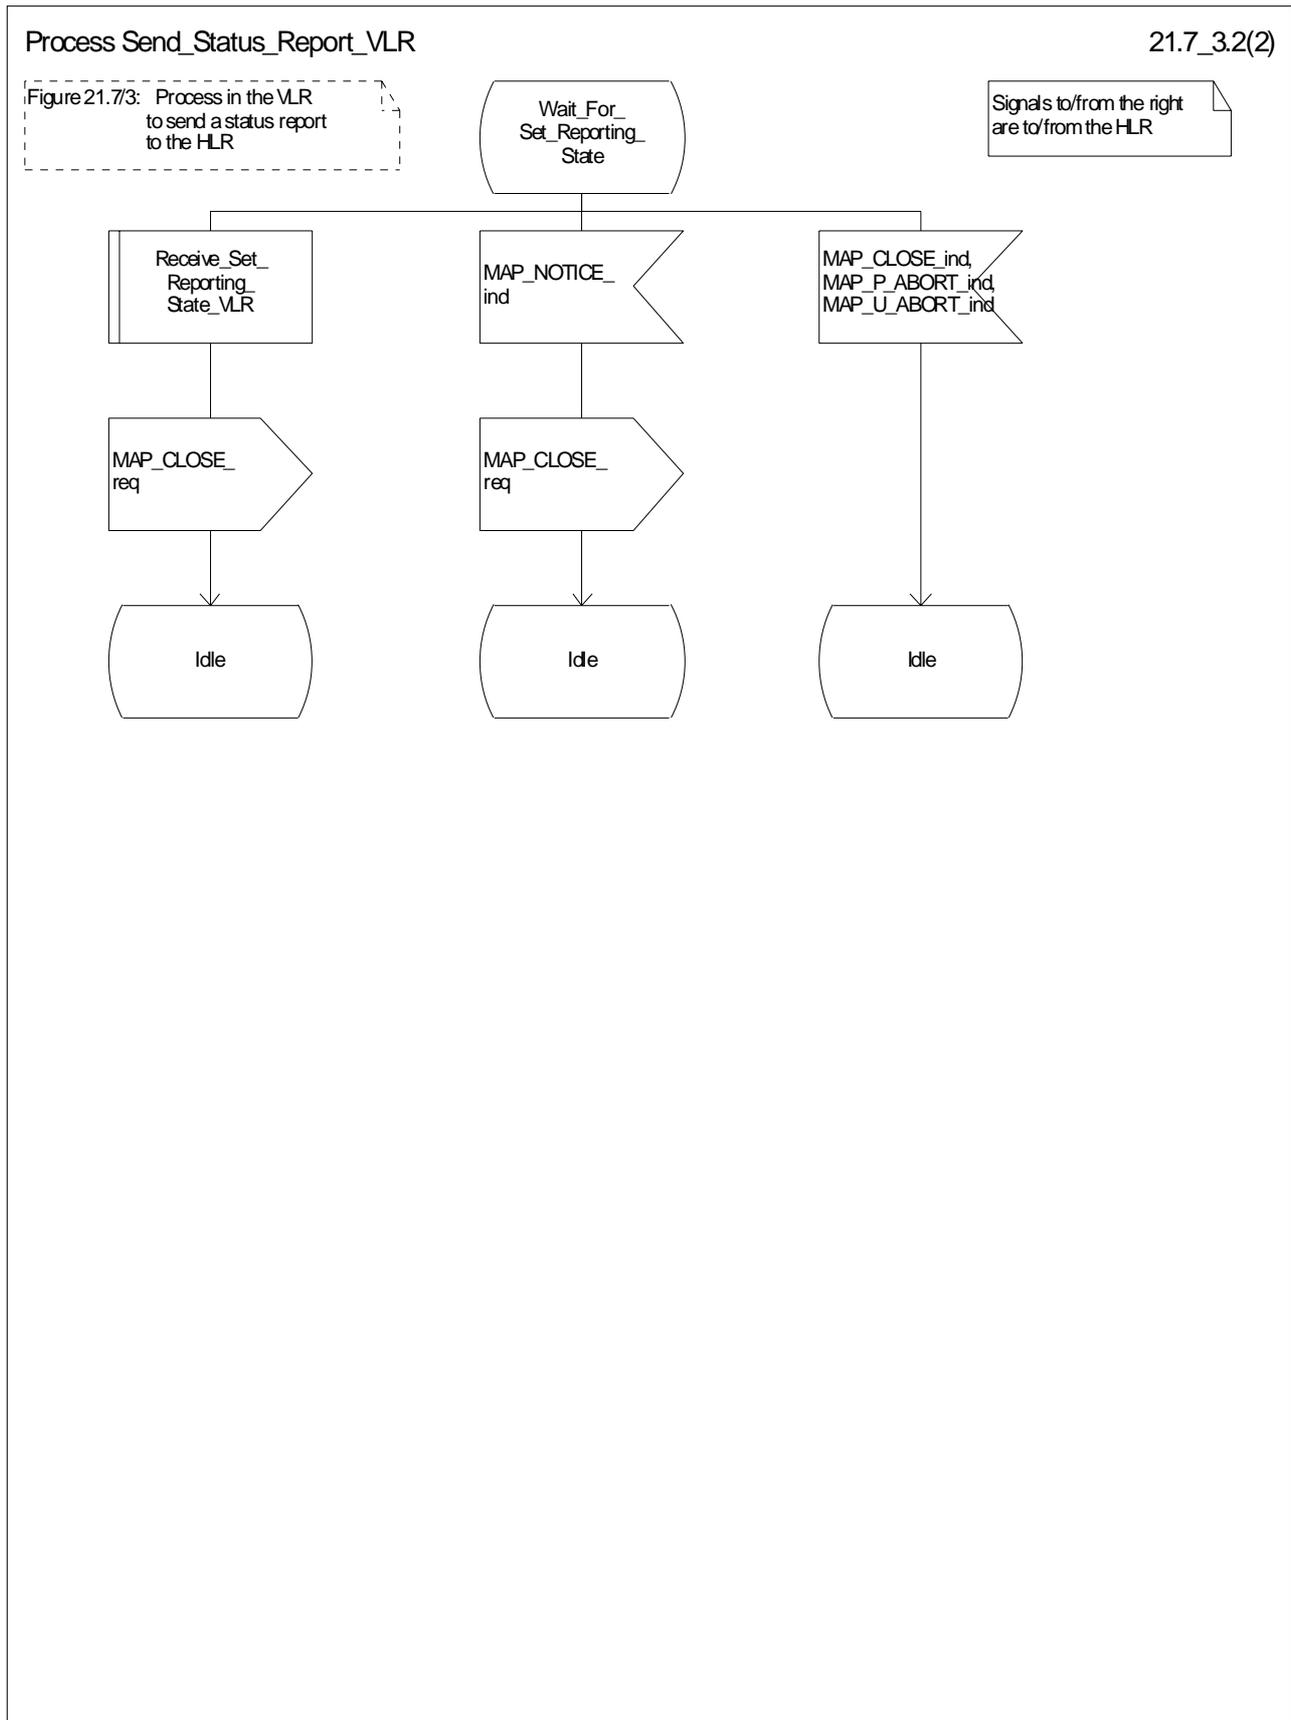 Process Send_Status_Report_VLR
21.7_3.2(2)
Figure 21.7/3: Process in the VLR
to send a status report
to the HLR
Wait_For_
Set_Reporting_
State
Signals to/from the right
are to/from the HLR
Receive_Set_
Reporting_
State_VLR
MAP_NOTICE_
ind
MAP_CLOSE_ind,
MAP_P_ABORT_ind,
MAP_U_ABORT_ind
MAP_CLOSE_
req
MAP_CLOSE_
req
Idle
Idle
Idle